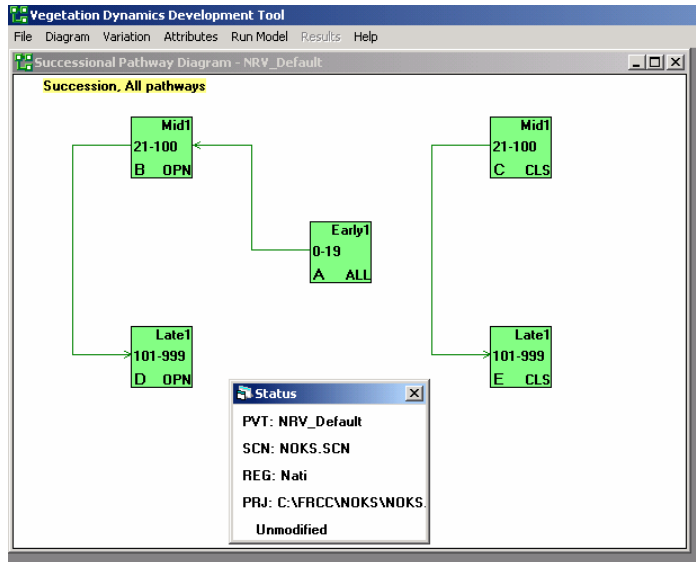 Vegetation Dynamics Development Tool
File Diagram Variation Attributes Run Model Results Help
Successional Pathway Diagram - NRV_Default
Succession, All pathways
Mid1
21-100
B OPN
Mid1
21-100
C CLS
Early1
0-19
A ALL
Late1
101-999
D OPN
Late1
101-999
E CLS
Status
PVT: NRV_Default
SCN: NOKS.SCN
REG: Nati
PRJ: C:\FRCC\NOKS\NOKS.
Unmodified